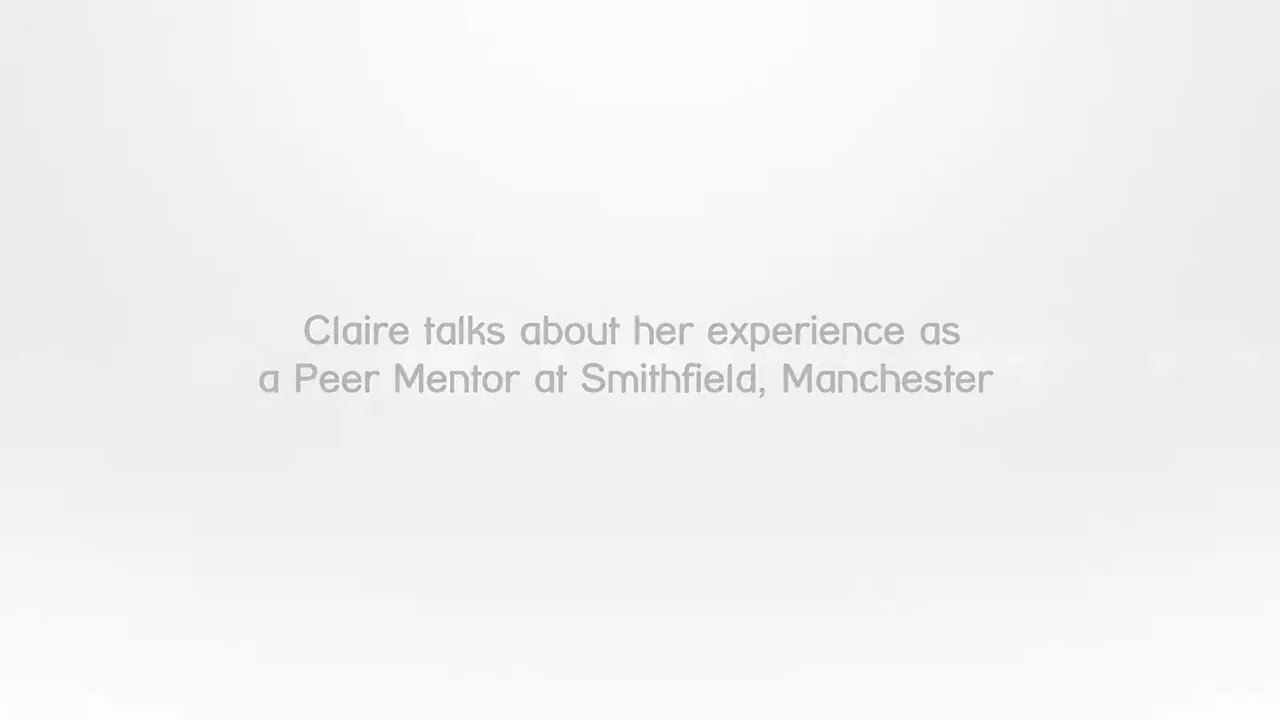 Claire talks about her experience as
a Peer Mentor at Smithfield, Manchester